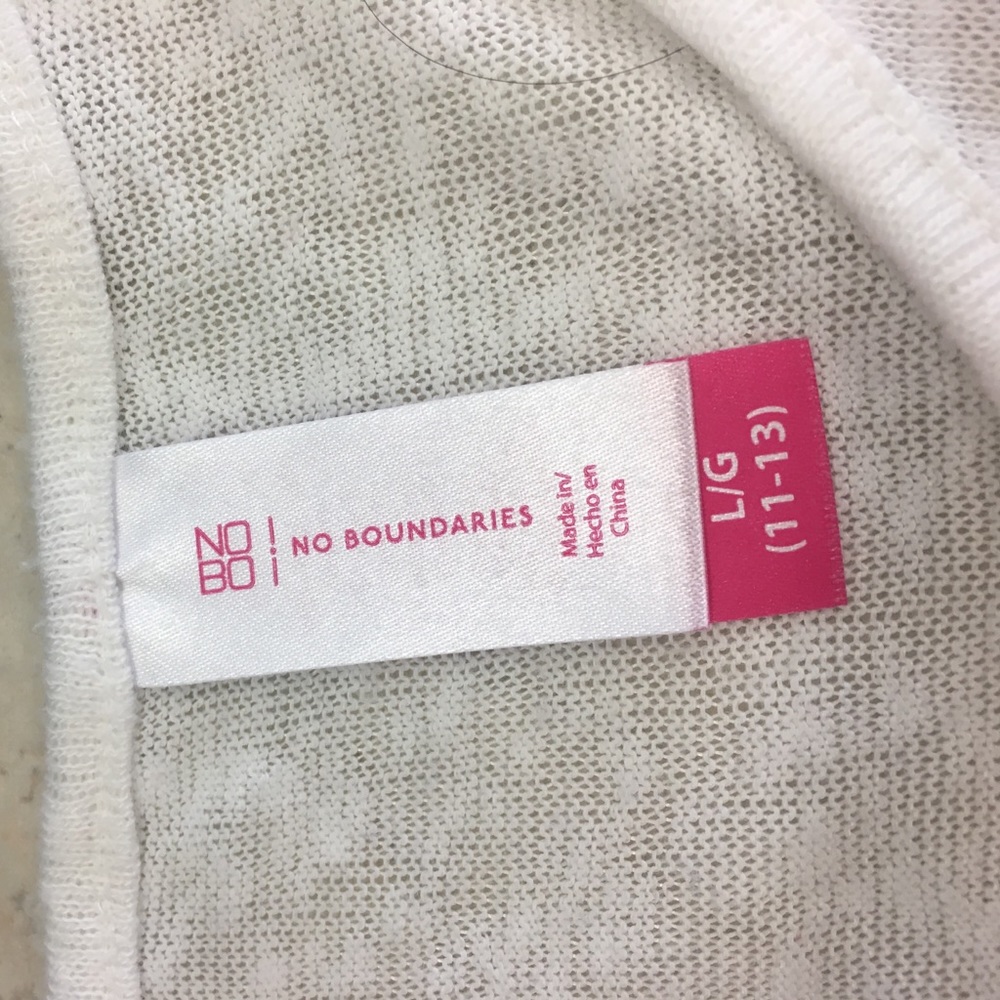 NO
BO
NO BOUNDARIES
Made in/
Hecho en
China
L/G
(11-13)